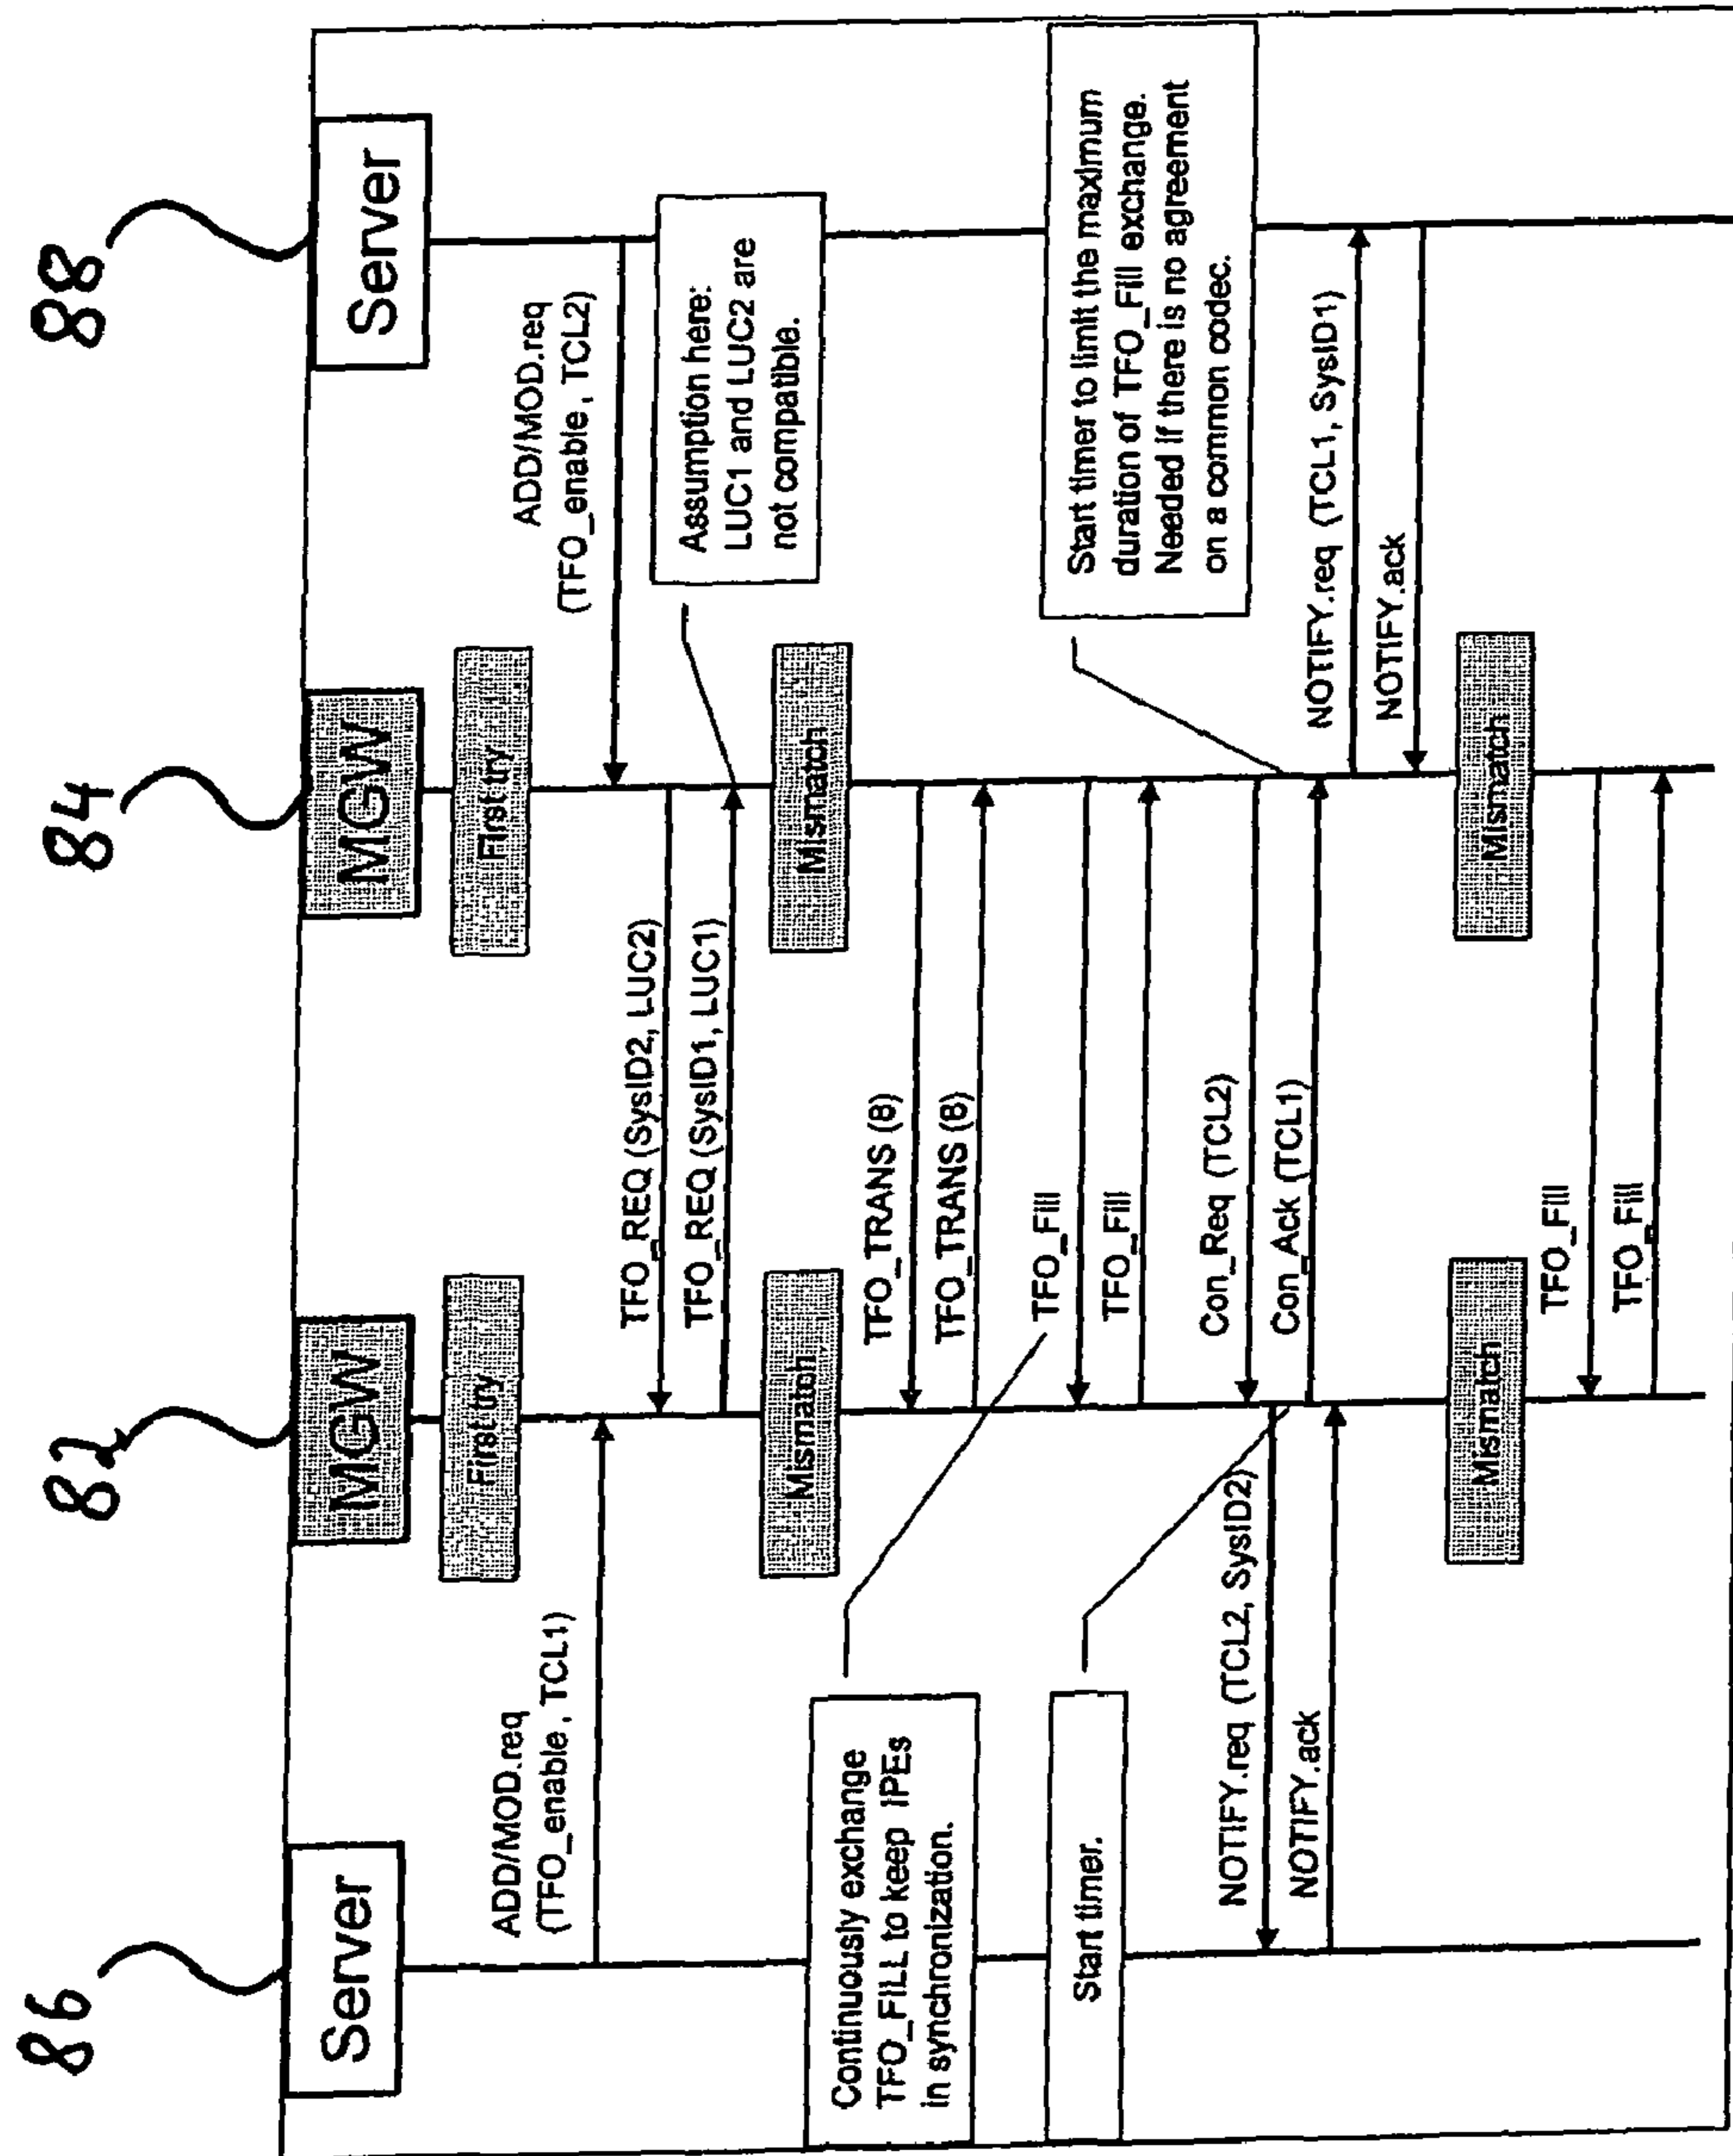 86
82
84
88
Server
MGW
MGW
Server
First try
First try
ADD/MOD.req
(TFO_enable, TCL1)
ADD/MOD.req
(TFO_enable, TCL2)
TFO_REQ (SysID2, LUC2)
TFO_REQ (SysID1, LUC1)
Assumption here:
LUC1 and LUC2 are
not compatible.
Mismatch
Mismatch
Continuously exchange
TFO_FILL to keep IPEs
in synchronization.
TFO_TRANS (8)
TFO_TRANS (8)
TFO_Fill
TFO_Fill
Start timer.
Start timer to limit the maximum
duration of TFO_Fill exchange.
Needed if there is no agreement
on a common codec.
Con_Req (TCL2)
Con_Ack (TCL1)
NOTIFY.req (TCL2, SysID2)
NOTIFY.ack
NOTIFY.req (TCL1, SysID1)
NOTIFY.ack
Mismatch
Mismatch
TFO_Fill
TFO_Fill